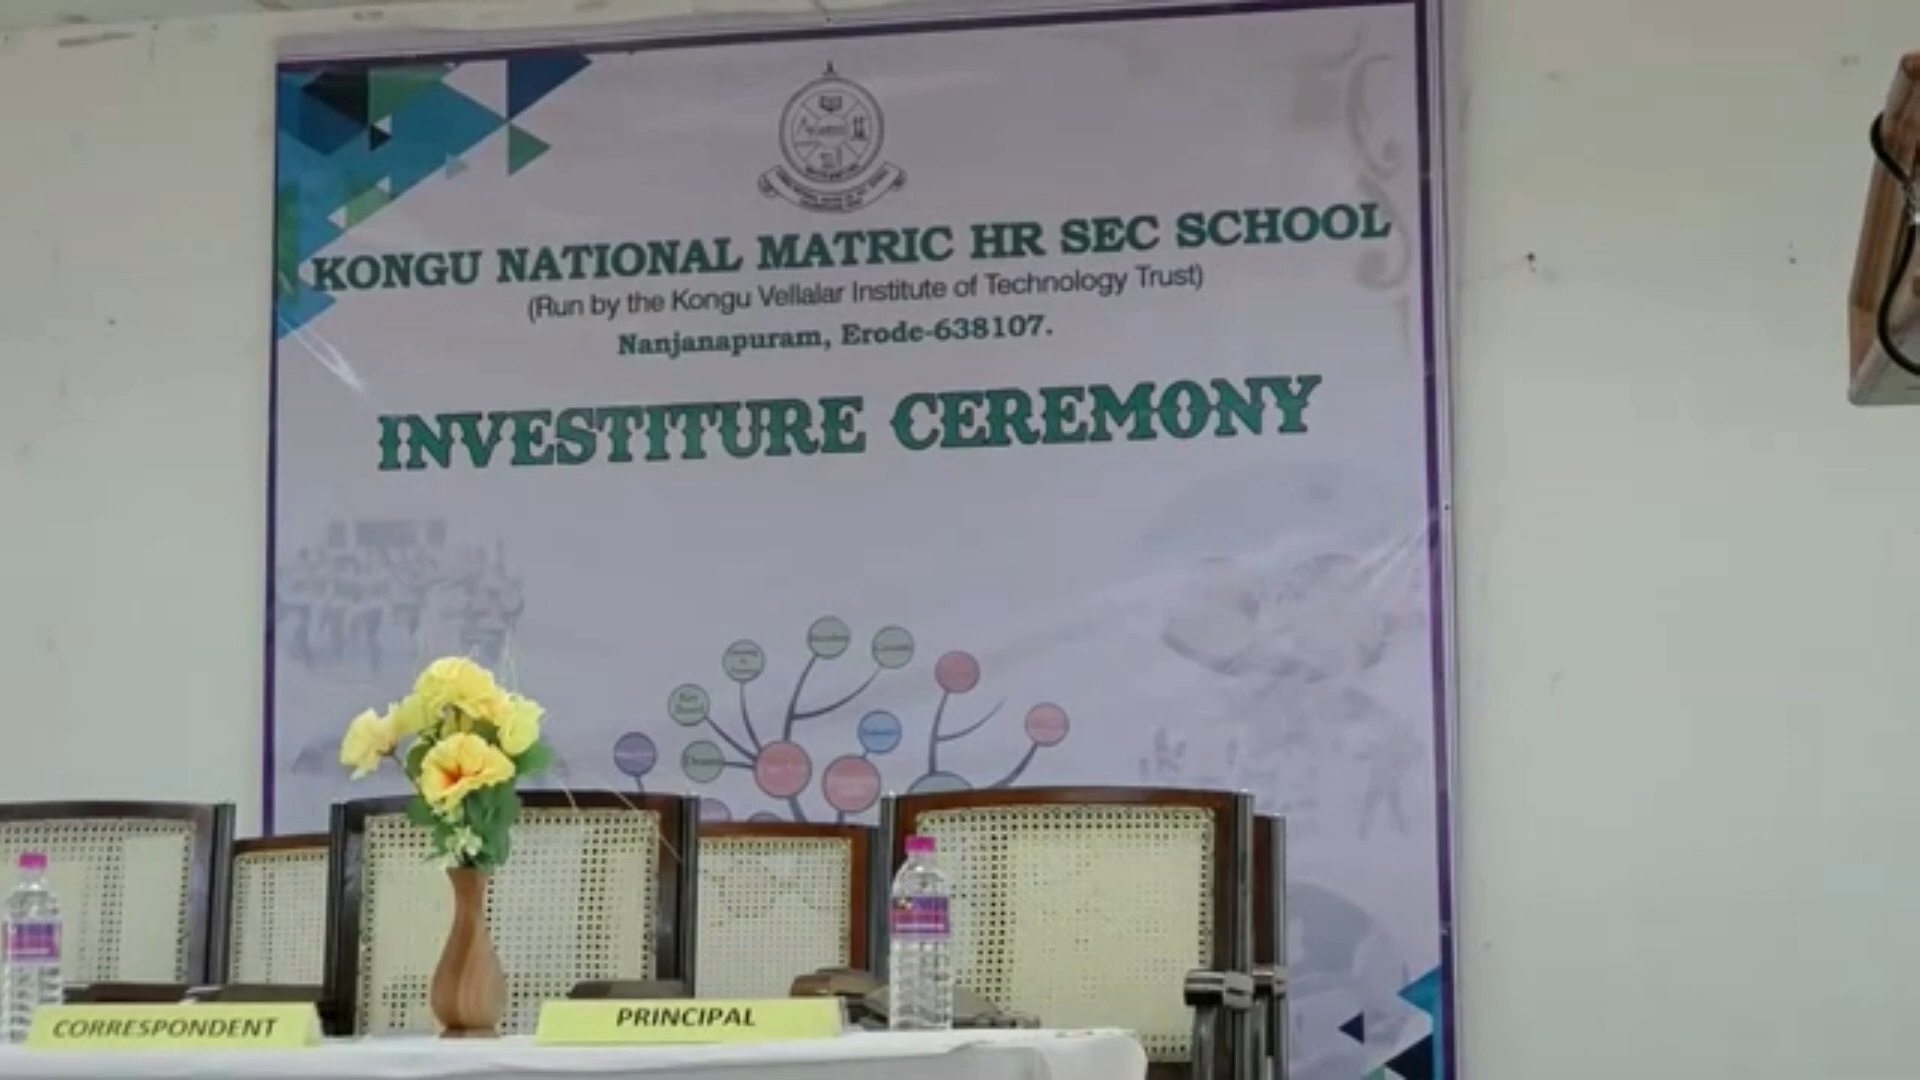 KONGU NATIONAL MATRIC HR SEC SCHOOL
(Run by the Kongu Vellalar Institute of Technology Trust)
Nanjanapuram, Erode-638107.
INVESTITURE CEREMONY
CORRESPONDENT
PRINCIPAL